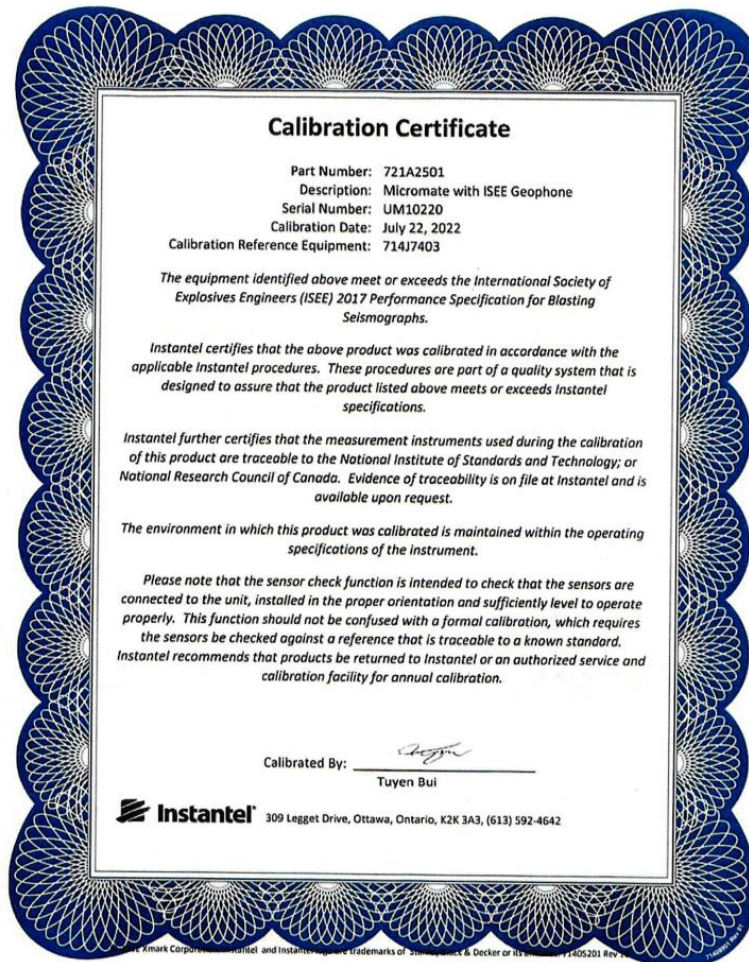 Calibration Certificate
Part Number: 721A2501
Description: Micromate with ISEE Geophone
Serial Number: UM10220
Calibration Date: July 22, 2022
Calibration Reference Equipment: 714J7403
The equipment identified above meet or exceeds the International Society of
Explosives Engineers (ISEE) 2017 Performance Specification for Blasting
Seismographs.
Instantel certifies that the above product was calibrated in accordance with the
applicable Instantel procedures. These procedures are part of a quality system that is
designed to assure that the product listed above meets or exceeds Instantel
specifications.
Instantel further certifies that the measurement instruments used during the calibration
of this product are traceable to the National Institute of Standards and Technology; or
National Research Council of Canada. Evidence of traceability is on file at Instantel and is
available upon request.
The environment in which this product was calibrated is maintained within the operating
specifications of the instrument.
Please note that the sensor check function is intended to check that the sensors are
connected to the unit, installed in the proper orientation and sufficiently level to operate
properly. This function should not be confused with a formal calibration, which requires
the sensors be checked against a reference that is traceable to a known standard.
Instantel recommends that products be returned to Instantel or an authorized service and
calibration facility for annual calibration.
Calibrated By:
Tuyen Bui
Instantel 309 Legget Drive, Ottawa, Ontario, K2K 3A3, (613) 592-4642
Xmark and trademarks of & Decker or its 71405201 Rev